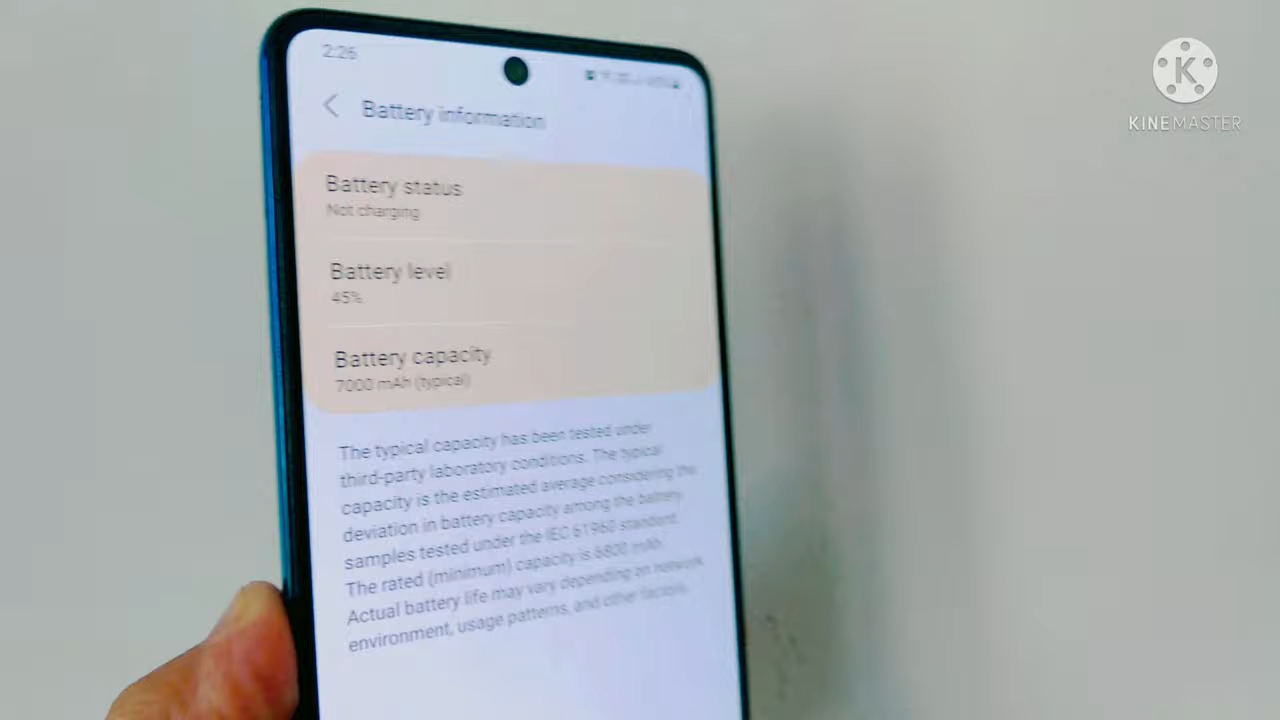 2:26
Battery information
Battery status
Not charging
Battery level
45%
Battery capacity
7000 mAh (typical)
The typical capacity has been tested under
third-party laboratory conditions. The typical
capacity is the estimated average considering the
deviation in battery capacity among the battery
samples tested under the IEC 61960 standard.
The rated (minimum) capacity is 6800 mAh.
Actual battery life may vary depending on network
environment, usage patterns, and other factors.
K
KINEMASTER